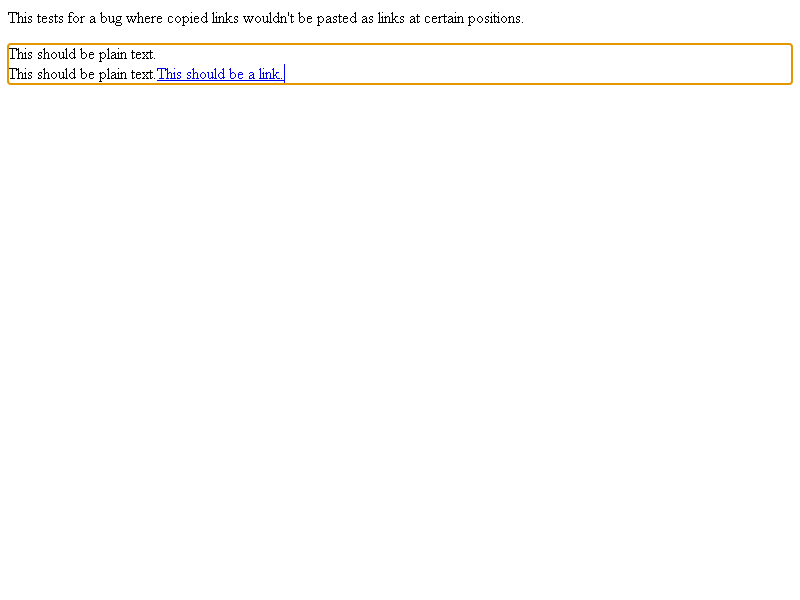 This tests for a bug where copied links wouldn't be pasted as links at certain positions.
This should be plain text.
This should be plain text.This should be a link.